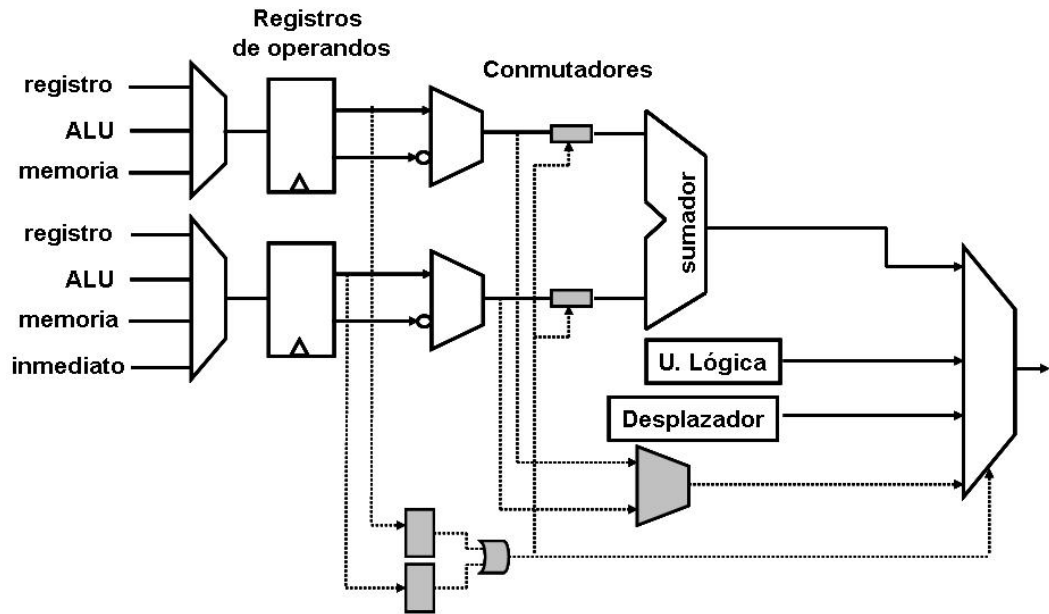 Registros
de operandos
Conmutadores
registro
ALU
memoria
registro
ALU
memoria
inmediato
sumador
U. Lógica
Desplazador